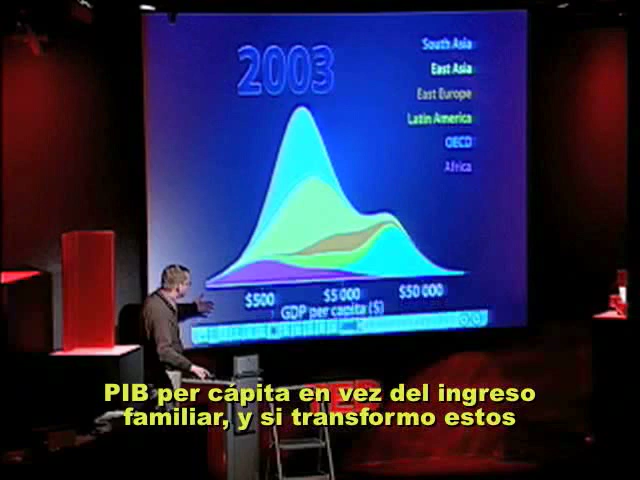 2003
South Asia
East Asia
East Europe
Latin America
OECD
Africa
$500 $5 000 $50 000
GDP per capita ($)
TED
PIB per cápita en vez del ingreso
familiar, y si transformo estos